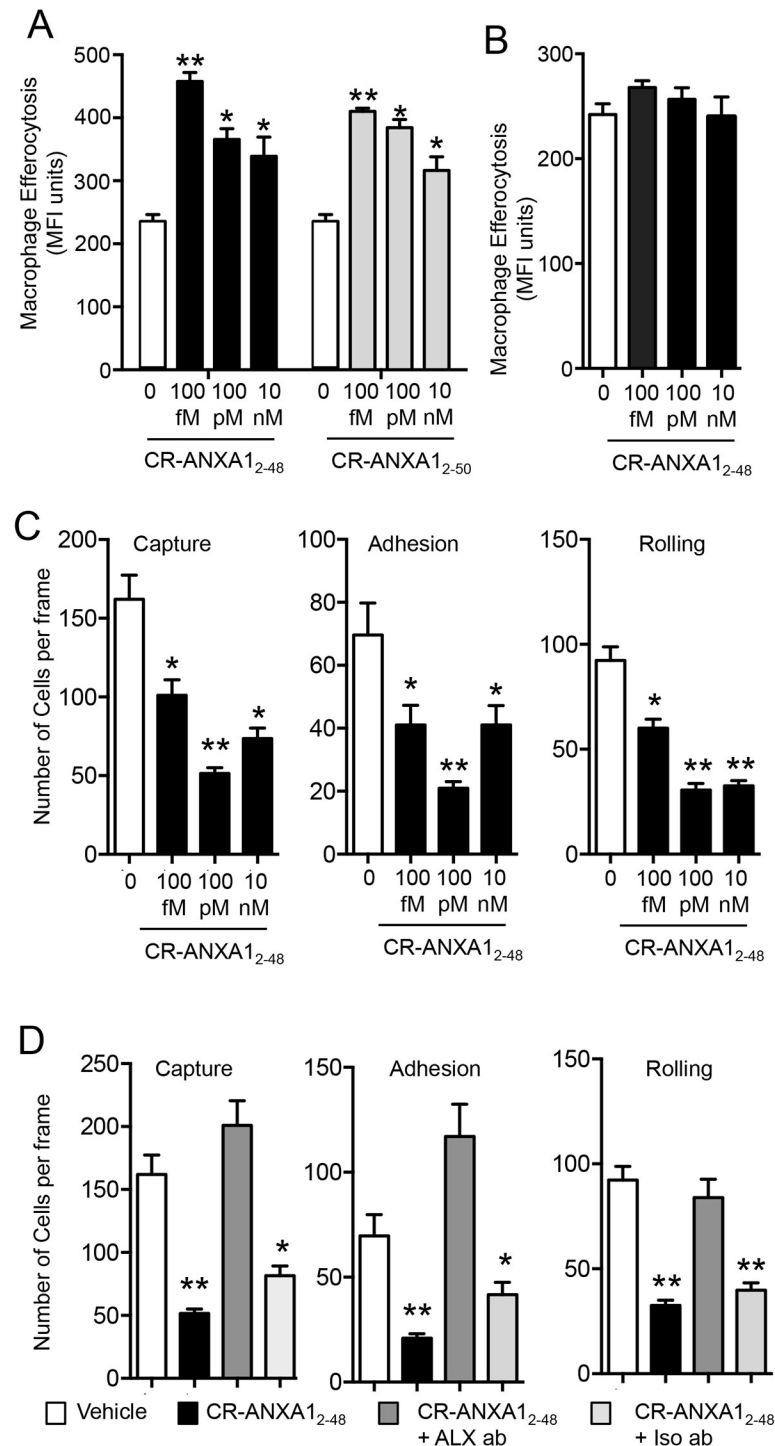 A
Macrophage Efferocytosis
(MFI units)
500
400
300
200
300
0
** * *
** * *
0 100 100 10 0 100 100 10
fM pM nM fM pM nM
CR-ANXA12-48 CR-ANXA12-50
B
Macrophage Efferocytosis
(MFI units)
300
200
300
0
0 100 100 10
fM pM nM
CR-ANXA12-48
C
Number of Cells per frame
Capture
200
150
100
50
0
* ** *
0 100 100 10
fM pM nM
CR-ANXA12-48
Adhesion
100
80
60
40
20
0
* ** *
0 100 100 10
fM pM nM
CR-ANXA12-48
Rolling
150
100
50
0
* ** **
0 100 100 10
fM pM nM
CR-ANXA12-48
D
Number of Cells per frame
Capture
250
200
150
100
50
0
** *
Adhesion
150
100
50
0
** *
Rolling
150
100
50
0
** **
Vehicle
CR-ANXA12-48
CR-ANXA12-48
+ ALX ab
CR-ANXA12-48
+ Iso ab